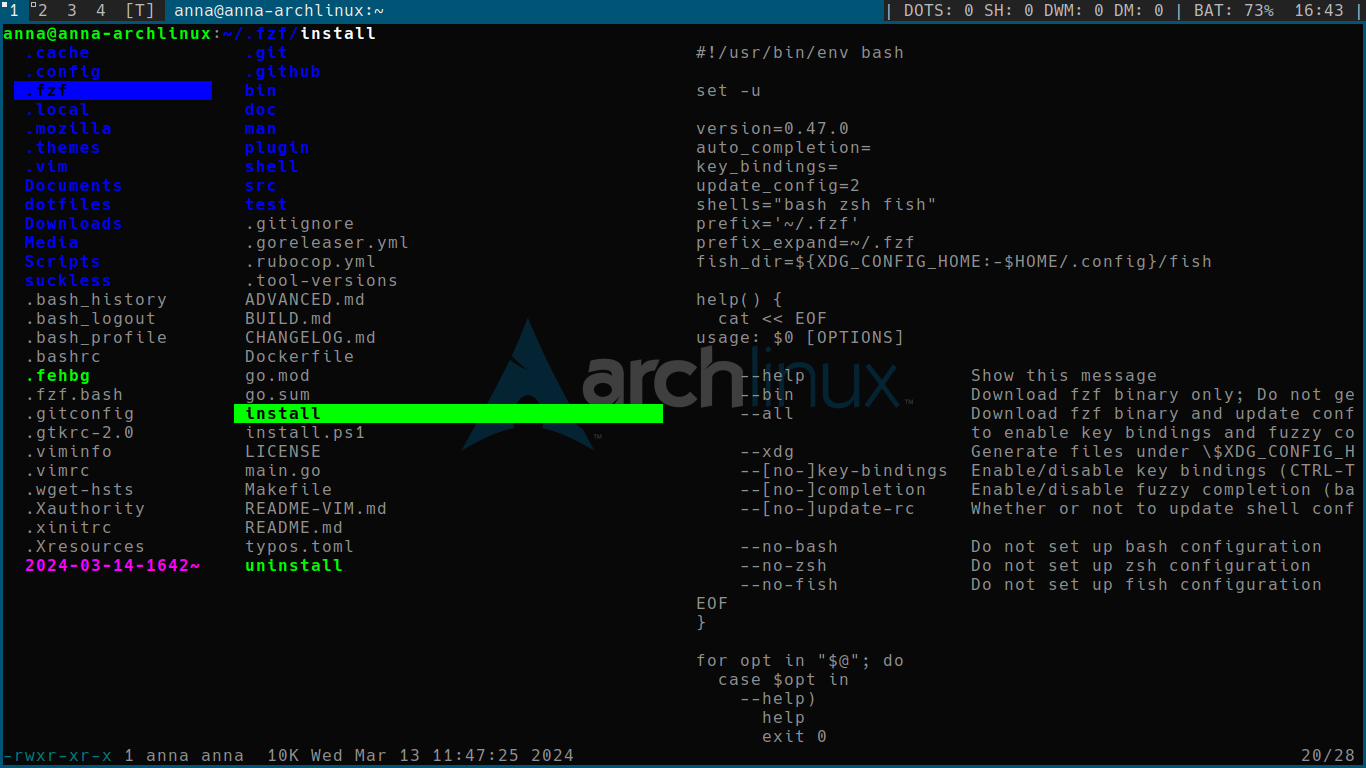 1 2 3 4 [T] anna@anna-archlinux:~ | DOTS: 0 SH: 0 DWM: 0 DM: 0 | BAT: 73% 16:43 |
anna@anna-archlinux:~/.fzf/install
.cache
.config
.fzf
.local
.mozilla
.themes
.vim
Documents
dotfiles
Downloads
Media
Scripts
suckless
.bash_history
.bash_logout
.bash_profile
.bashrc
.fehbg
.fzf.bash
.gitconfig
.gtkrc-2.0
.viminfo
.vimrc
.wget-hsts
.Xauthority
.xinitrc
.Xresources
2024-03-14-1642~
.git
.github
bin
doc
man
plugin
shell
src
test
.gitignore
.goreleaser.yml
.rubocop.yml
.tool-versions
ADVANCED.md
BUILD.md
CHANGELOG.md
Dockerfile
go.mod
go.sum
install
install.ps1
LICENSE
main.go
Makefile
README-VIM.md
README.md
typos.toml
uninstall
#!/usr/bin/env bash
set -u
version=0.47.0
auto_completion=
key_bindings=
update_config=2
shells="bash zsh fish"
prefix='~/.fzf'
prefix_expand=~/.fzf
fish_dir=${XDG_CONFIG_HOME:-$HOME/.config}/fish
help() {
cat << EOF
usage: $0 [OPTIONS]
--help Show this message
--bin Download fzf binary only; Do not ge
--all Download fzf binary and update conf
to enable key bindings and fuzzy co
--xdg Generate files under \$XDG_CONFIG_H
--[no-]key-bindings Enable/disable key bindings (CTRL-T
--[no-]completion Enable/disable fuzzy completion (ba
--[no-]update-rc Whether or not to update shell conf
--no-bash Do not set up bash configuration
--no-zsh Do not set up zsh configuration
--no-fish Do not set up fish configuration
EOF
}
for opt in "$@"; do
case $opt in
--help)
help
exit 0
archlinux™
™
-rwxr-xr-x 1 anna anna 10K Wed Mar 13 11:47:25 2024 20/28